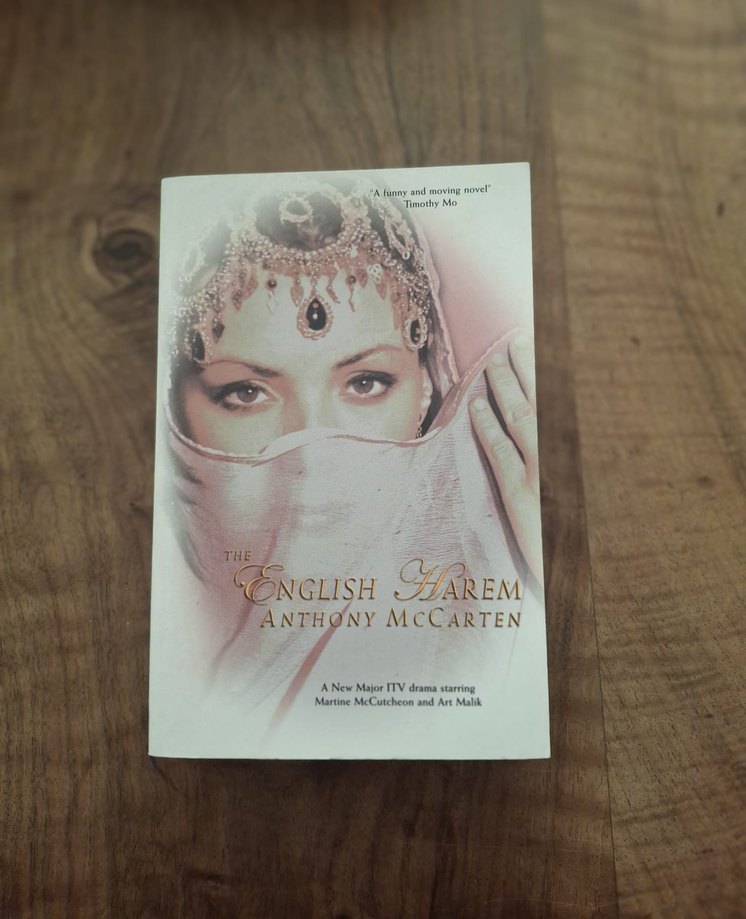 "A funny and moving novel"
Timothy Mo
THE
ENGLISH HAREM
ANTHONY MCCARTEN
A New Major ITV drama starring
Martine McCutcheon and Art Malik